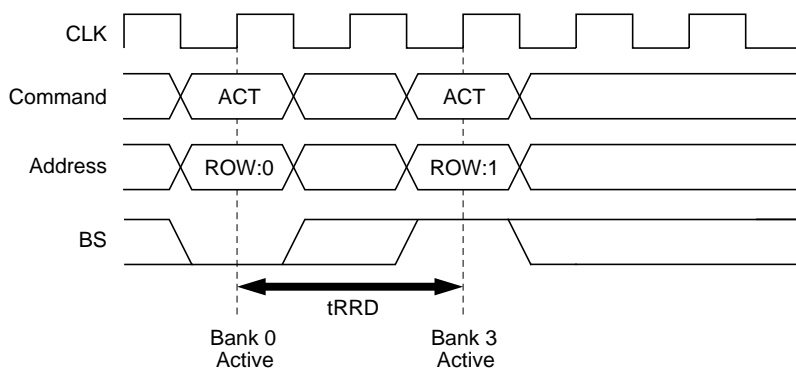 CLK
Command ACT ACT
Address ROW:0 ROW:1
BS
tRRD
Bank 0 Bank 3
Active Active